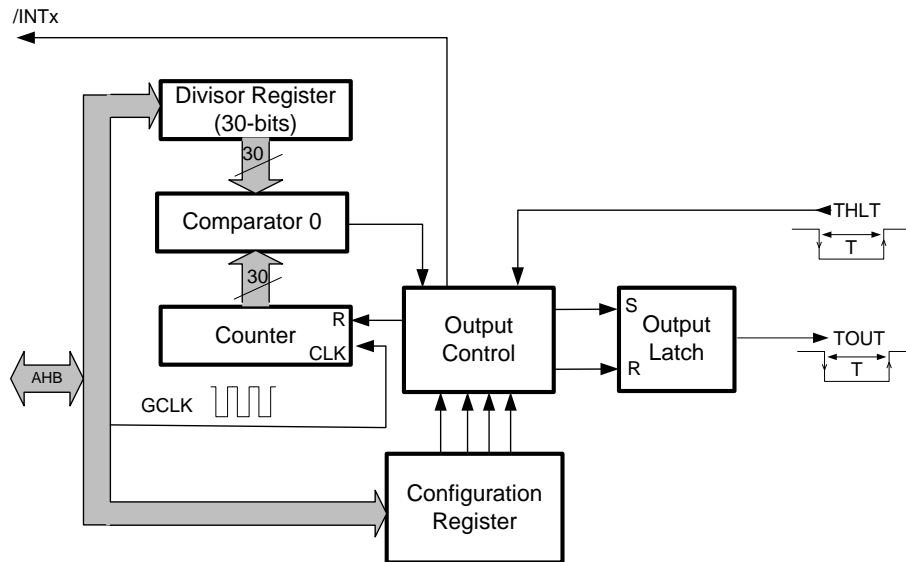 /INTx
Divisor Register
(30-bits)
30
Comparator 0
THLT
T
30
Counter
R
CLK
Output
Control
S
R
Output
Latch
TOUT
T
AHB
GCLK
Configuration
Register